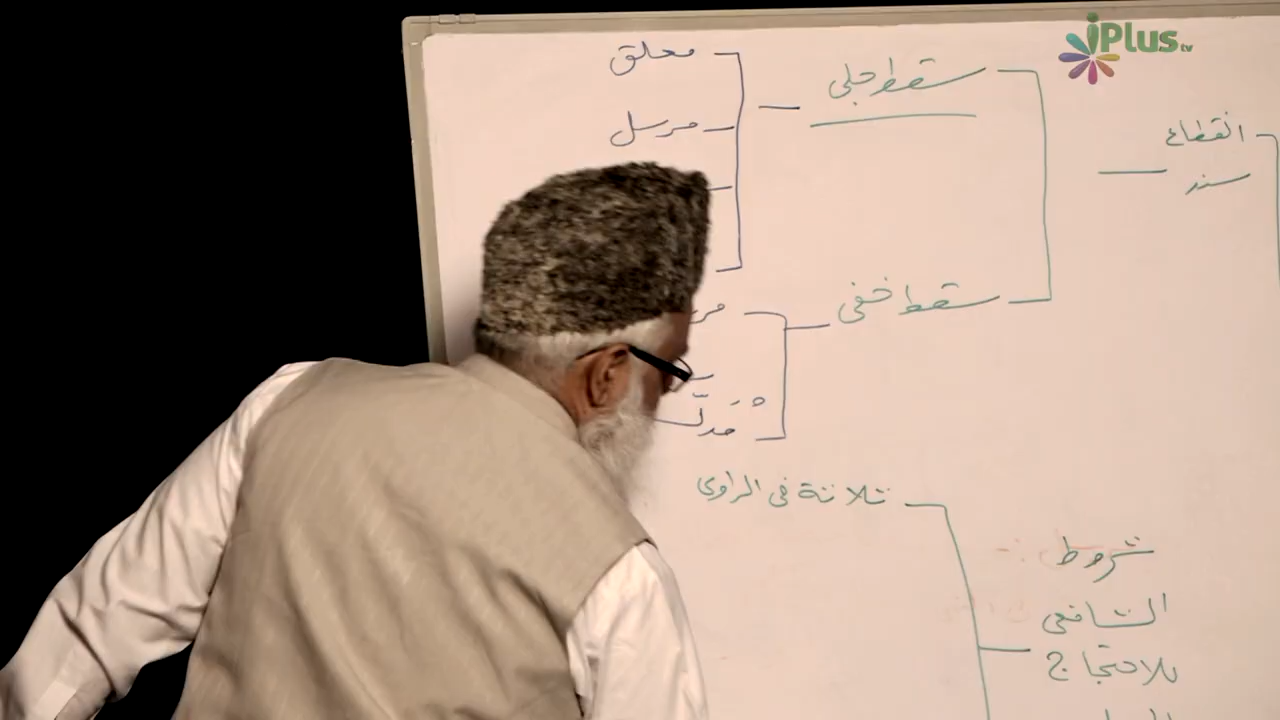 iPlus tv
انقطاع
سند
سقط جلی
معلق
مرسل
سقط خفی
ثلاثة فی الراوی
شروط
الشافعی
للاحتجاج